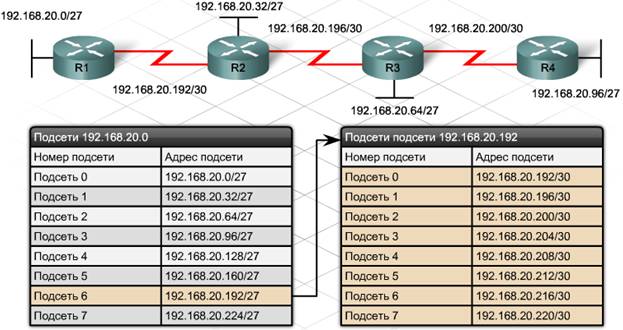 192.168.20.0/27
192.168.20.32/27
192.168.20.196/30
192.168.20.200/30
R1
R2
R3
R4
192.168.20.192/30
192.168.20.64/27
192.168.20.96/27
Подсети 192.168.20.0
Номер подсети Адрес подсети
Подсеть 0 192.168.20.0/27
Подсеть 1 192.168.20.32/27
Подсеть 2 192.168.20.64/27
Подсеть 3 192.168.20.96/27
Подсеть 4 192.168.20.128/27
Подсеть 5 192.168.20.160/27
Подсеть 6 192.168.20.192/27
Подсеть 7 192.168.20.224/27
Подсети подсети 192.168.20.192
Номер подсети Адрес подсети
Подсеть 0 192.168.20.192/30
Подсеть 1 192.168.20.196/30
Подсеть 2 192.168.20.200/30
Подсеть 3 192.168.20.204/30
Подсеть 4 192.168.20.208/30
Подсеть 5 192.168.20.212/30
Подсеть 6 192.168.20.216/30
Подсеть 7 192.168.20.220/30